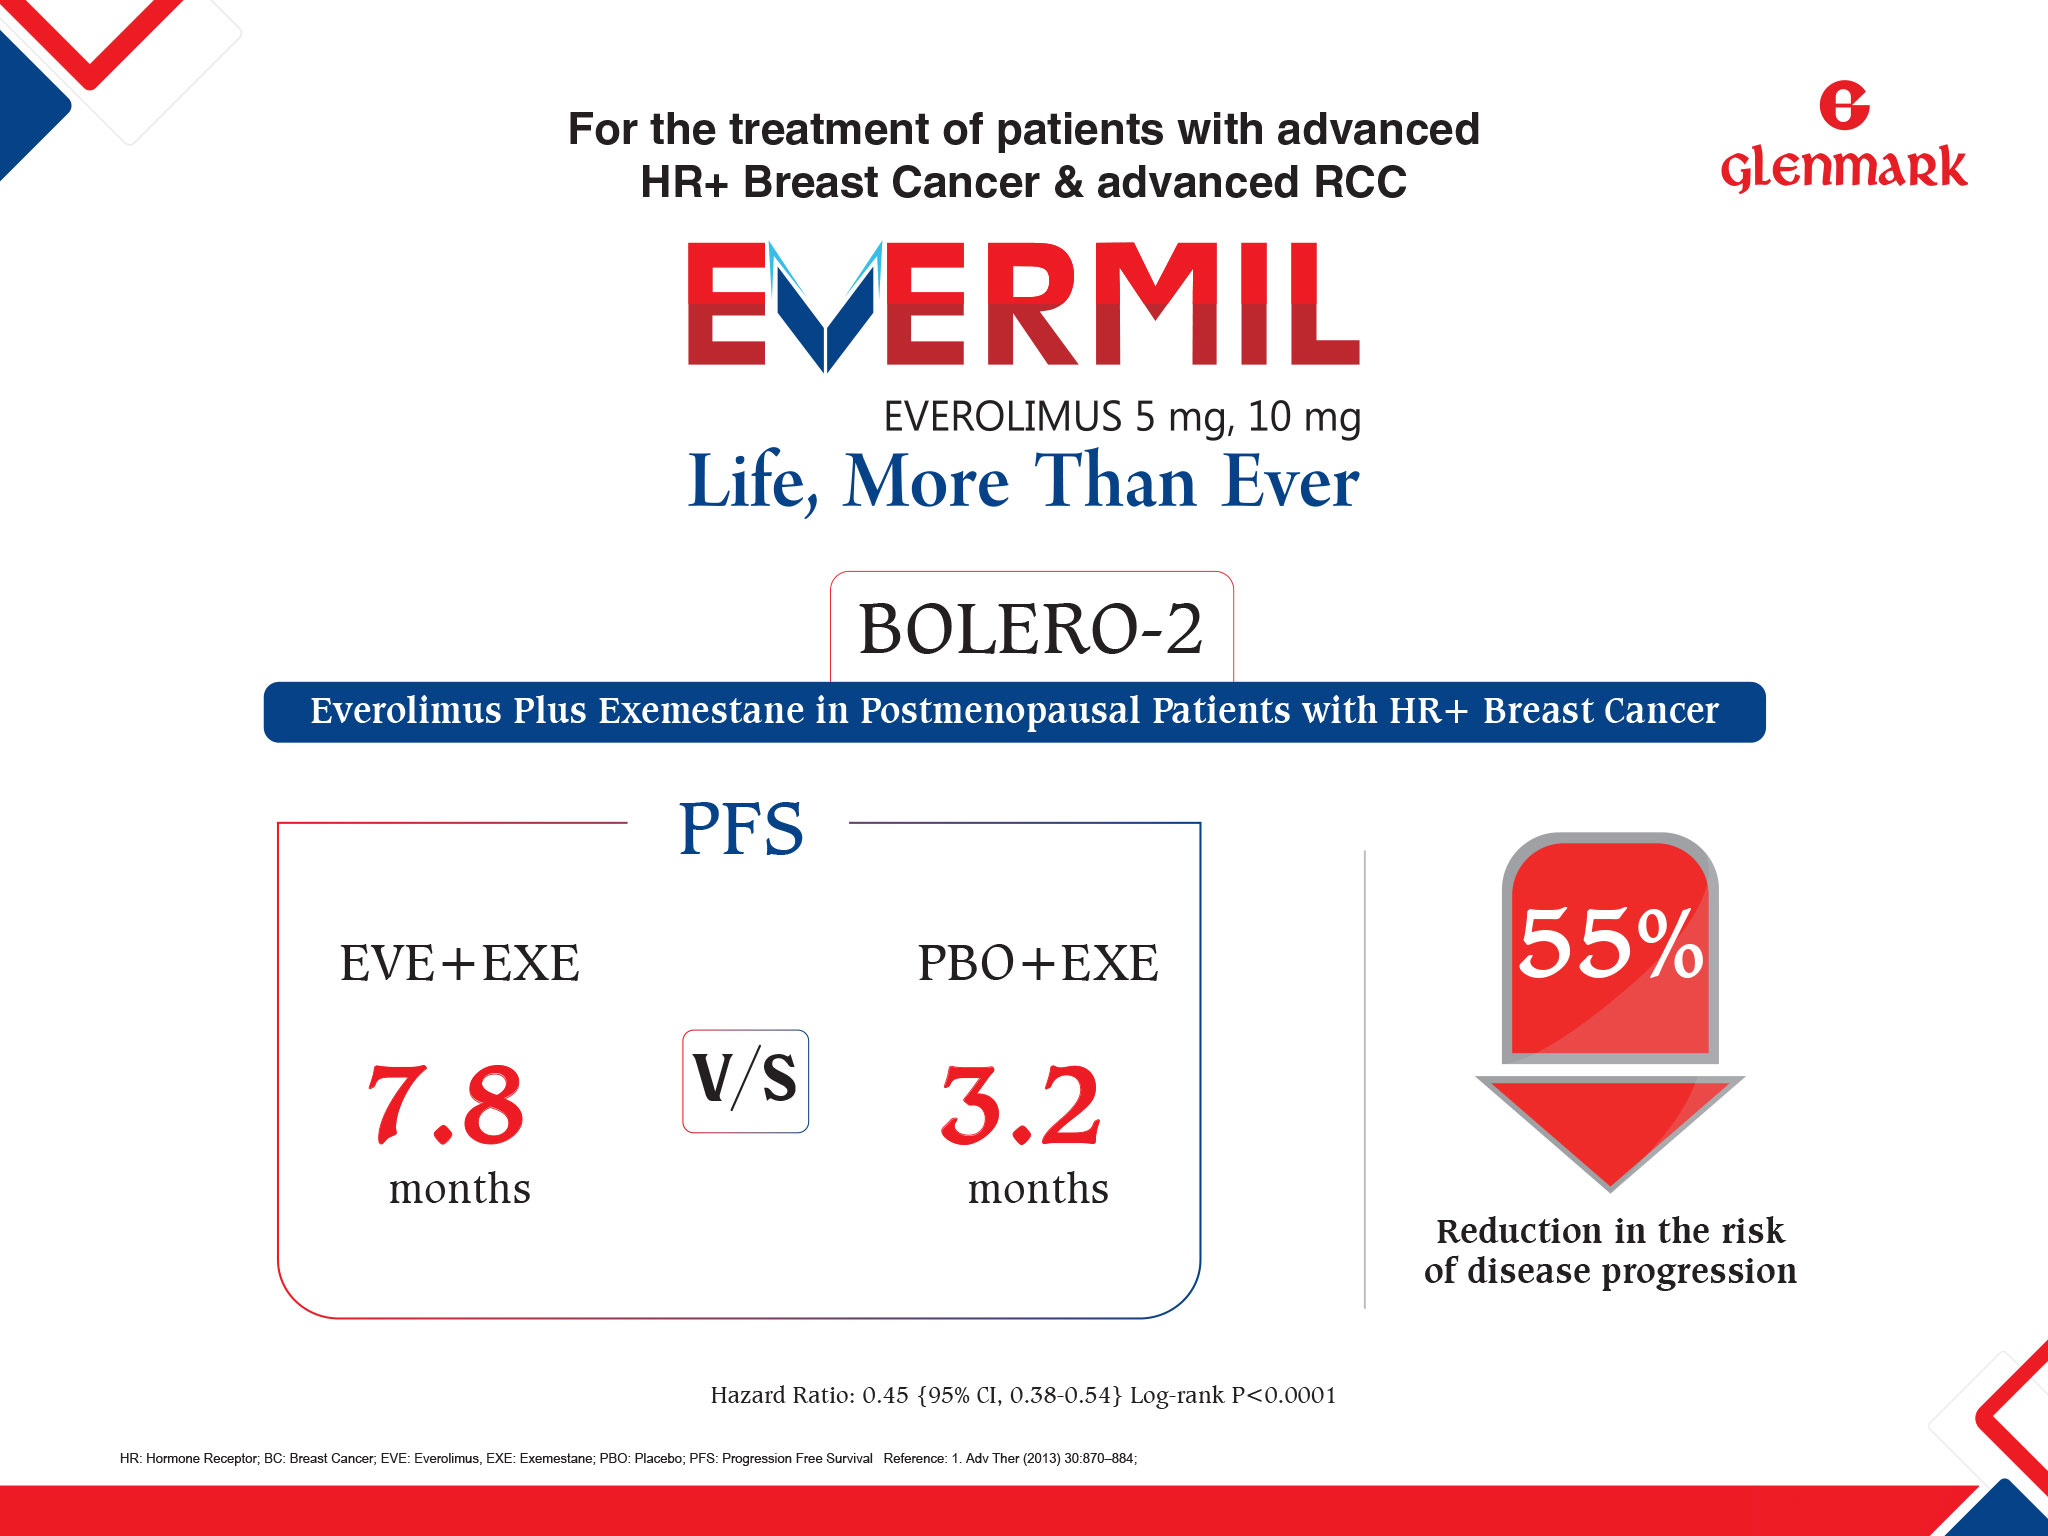 For the treatment of patients with advanced
HR+ Breast Cancer & advanced RCC
GLENMARK
EVERMIL
EVEROLIMUS 5 mg, 10 mg
Life, More Than Ever
BOLERO-2
Everolimus Plus Exemestane in Postmenopausal Patients with HR+ Breast Cancer
PFS
EVE+EXE
7.8
months
V/S
PBO+EXE
3.2
months
55%
Reduction in the risk
of disease progression
Hazard Ratio: 0.45 {95% CI, 0.38-0.54} Log-rank P<0.0001
HR: Hormone Receptor; BC: Breast Cancer; EVE: Everolimus, EXE: Exemestane; PBO: Placebo; PFS: Progression Free Survival Reference: 1. Adv Ther (2013) 30:870–884;